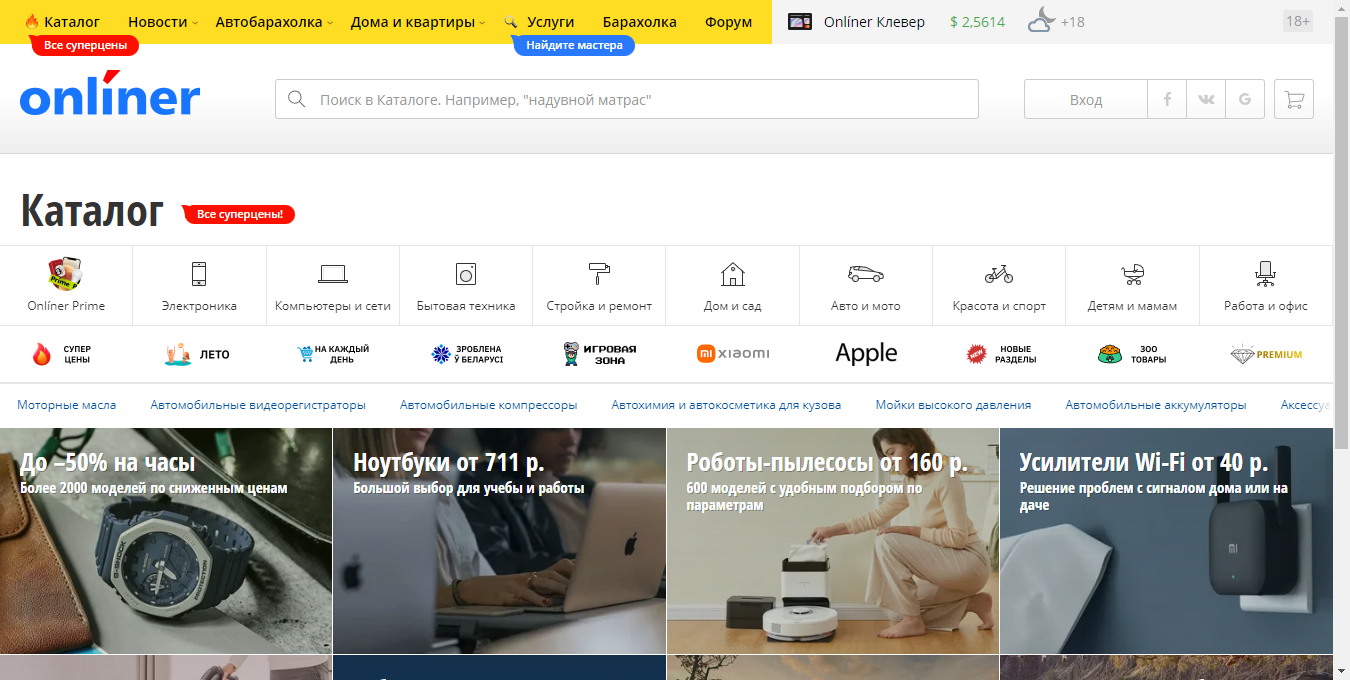 Каталог Новости Автобарахолка Дома и квартиры Услуги Барахолка Форум Onlíner Клевер $ 2,5614 +18 18+
Все суперцены Найдите мастера
onlíner
Поиск в Каталоге. Например, "надувной матрас" Вход
Каталог Все суперцены!
Onlíner Prime Электроника Компьютеры и сети Бытовая техника Стройка и ремонт Дом и сад Авто и мото Красота и спорт Детям и мамам Работа и офис
СУПЕР ЦЕНЫ
ЛЕТО
НА КАЖДЫЙ ДЕНЬ
ЗРОБЛЕНА Ў БЕЛАРУСІ
ИГРОВАЯ ЗОНА
xiaomi
Apple
НОВЫЕ РАЗДЕЛЫ
ЗОО ТОВАРЫ
PREMIUM
Моторные масла Автомобильные видеорегистраторы Автомобильные компрессоры Автохимия и автокосметика для кузова Мойки высокого давления Автомобильные аккумуляторы Аксессуа
До –50% на часы
Более 2000 моделей по сниженным ценам
G-SHOCK
PROTECTION
Ноутбуки от 711 р.
Большой выбор для учебы и работы
Роботы-пылесосы от 160 р.
600 моделей с удобным подбором по
параметрам
Усилители Wi-Fi от 40 р.
Решение проблем с сигналом дома или на
даче